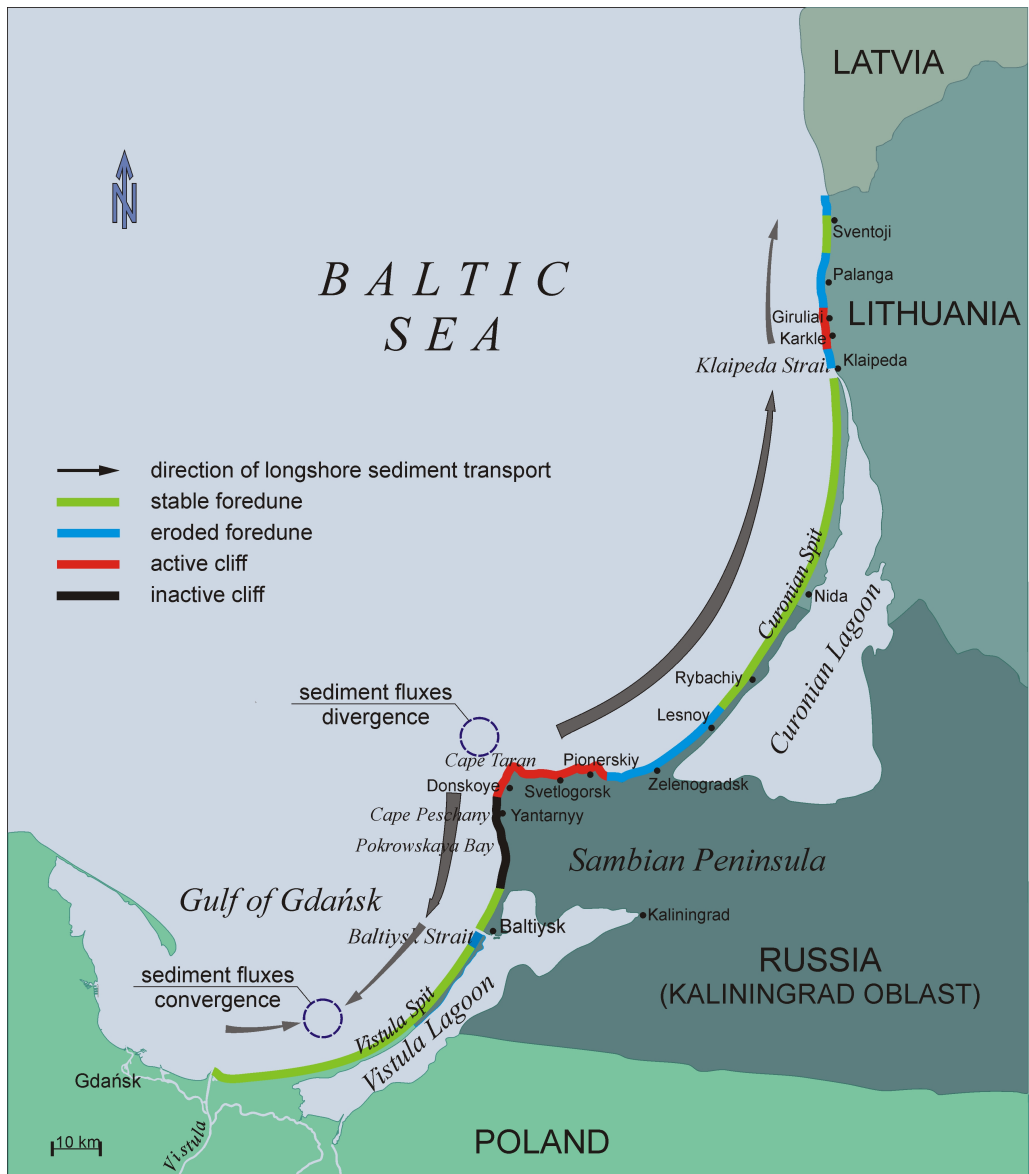 LATVIA
N
Sventoji
BALTIC
SEA
Palanga
LITHUANIA
Giruliai
Karkle
Klaipeda Strait
Klaipeda
direction of longshore sediment transport
stable foredune
eroded foredune
active cliff
inactive cliff
Curonian Spit
Nida
Curonian Lagoon
Rybachiy
sediment fluxes
divergence
Lesnoy
Cape Taran
Pionerskiy
Donskoye
Svetlogorsk
Zelenogradsk
Cape Peschany
Yantarnyy
Pokrowskaya Bay
Sambian Peninsula
Gulf of Gdańsk
Kaliningrad
Baltiysk Strait
Baltiysk
RUSSIA
(KALININGRAD OBLAST)
sediment fluxes
convergence
Vistula Spit
Vistula Lagoon
Gdańsk
Vistula
10 km
POLAND